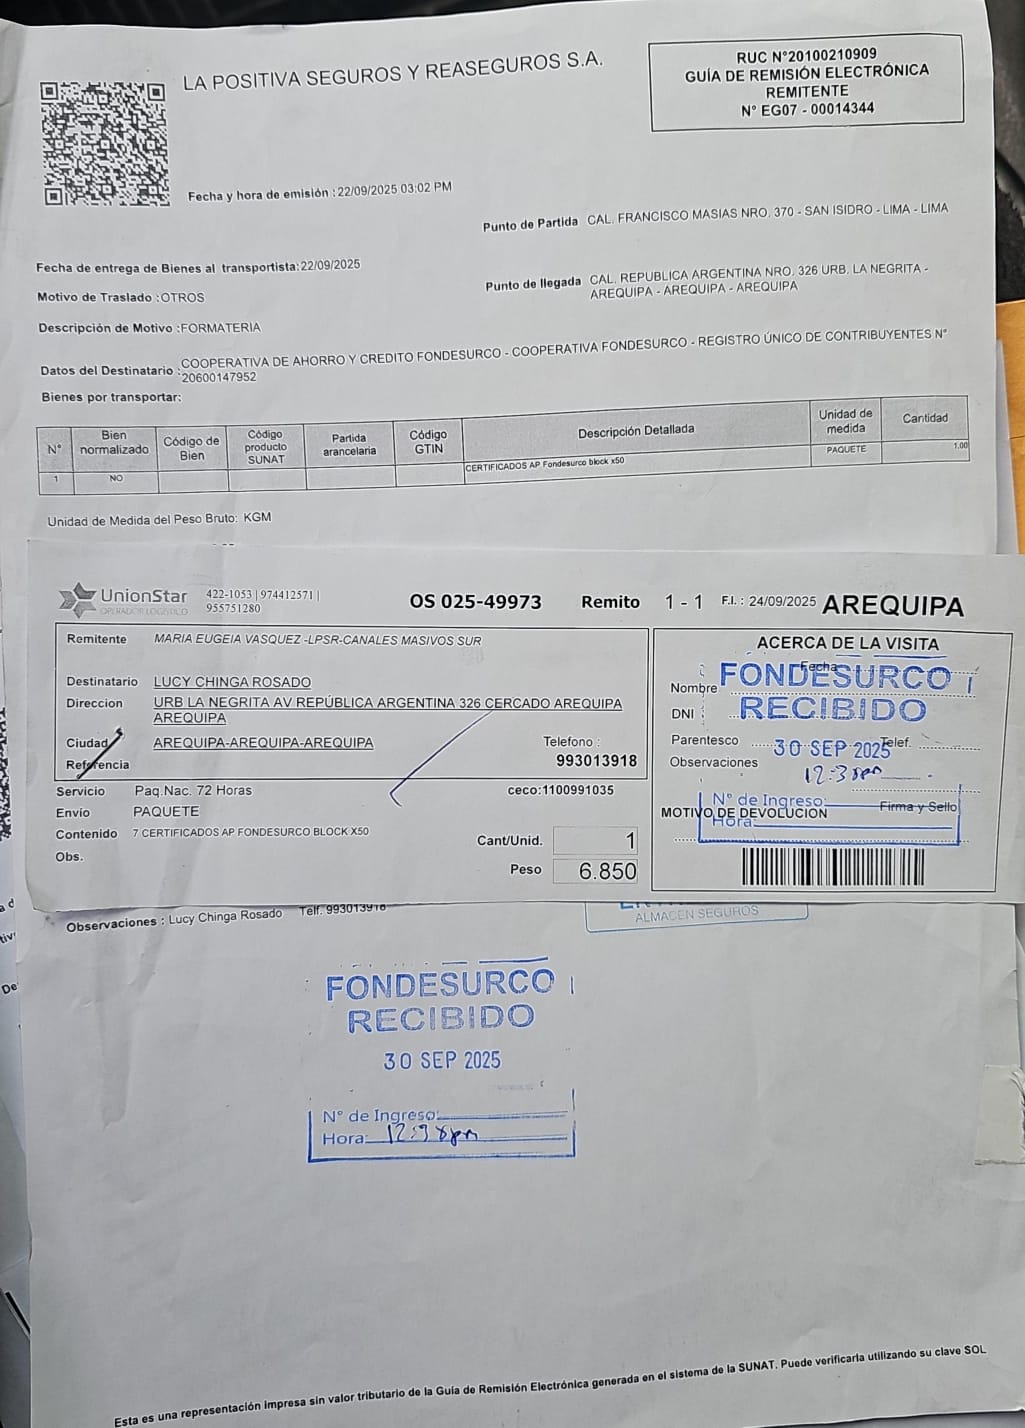 LA POSITIVA SEGUROS Y REASEGUROS S.A.
RUC N°20100210909
GUÍA DE REMISIÓN ELECTRÓNICA
REMITENTE
N° EG07 - 00014344
Fecha y hora de emisión :22/09/2025 03:02 PM
Punto de Partida CAL. FRANCISCO MASIAS NRO. 370 - SAN ISIDRO - LIMA - LIMA
Fecha de entrega de Bienes al transportista:22/09/2025
Punto de llegada CAL. REPUBLICA ARGENTINA NRO. 326 URB. LA NEGRITA -
AREQUIPA - AREQUIPA - AREQUIPA
Motivo de Traslado :OTROS
Descripción de Motivo :FORMATERIA
Datos del Destinatario :COOPERATIVA DE AHORRO Y CREDITO FONDESURCO - COOPERATIVA FONDESURCO - REGISTRO ÚNICO DE CONTRIBUYENTES N°
20600147952
Bienes por transportar:
N° Bien normalizado Código de Bien Código producto SUNAT Partida arancelaria Código GTIN Descripción Detallada Unidad de medida Cantidad
1 NO CERTIFICADOS AP Fondesurco block x50 PAQUETE 1.00
Unidad de Medida del Peso Bruto: KGM
UnionStar
OPERADOR LOGISTICO
422-1053 | 974412571 |
955751280
OS 025-49973 Remito 1 - 1 F.I.: 24/09/2025 AREQUIPA
Remitente MARIA EUGEIA VASQUEZ -LPSR-CANALES MASIVOS SUR
Destinatario LUCY CHINGA ROSADO
Direccion URB LA NEGRITA AV REPÚBLICA ARGENTINA 326 CERCADO AREQUIPA
AREQUIPA
Ciudad AREQUIPA-AREQUIPA-AREQUIPA
Referencia
Telefono :
993013918
Servicio Paq.Nac. 72 Horas ceco:1100991035
Envío PAQUETE
Contenido 7 CERTIFICADOS AP FONDESURCO BLOCK X50
Obs.
Cant/Unid. 1
Peso 6.850
ACERCA DE LA VISITA
Fecha
FONDESURCO
Nombre
RECIBIDO
DNI :
Parentesco 30 SEP 2025 Telef.
Observaciones 12:38pm
N° de Ingreso: Firma y Sello
MOTIVO DE DEVOLUCION
Hora:
Observaciones : Lucy Chinga Rosado Telf. 993013918
ALMACEN SEGUROS
FONDESURCO
RECIBIDO
30 SEP 2025
N° de Ingreso:
Hora: 12:38pm
Esta es una representación impresa sin valor tributario de la Guía de Remisión Electrónica generada en el sistema de la SUNAT. Puede verificarla utilizando su clave SOL